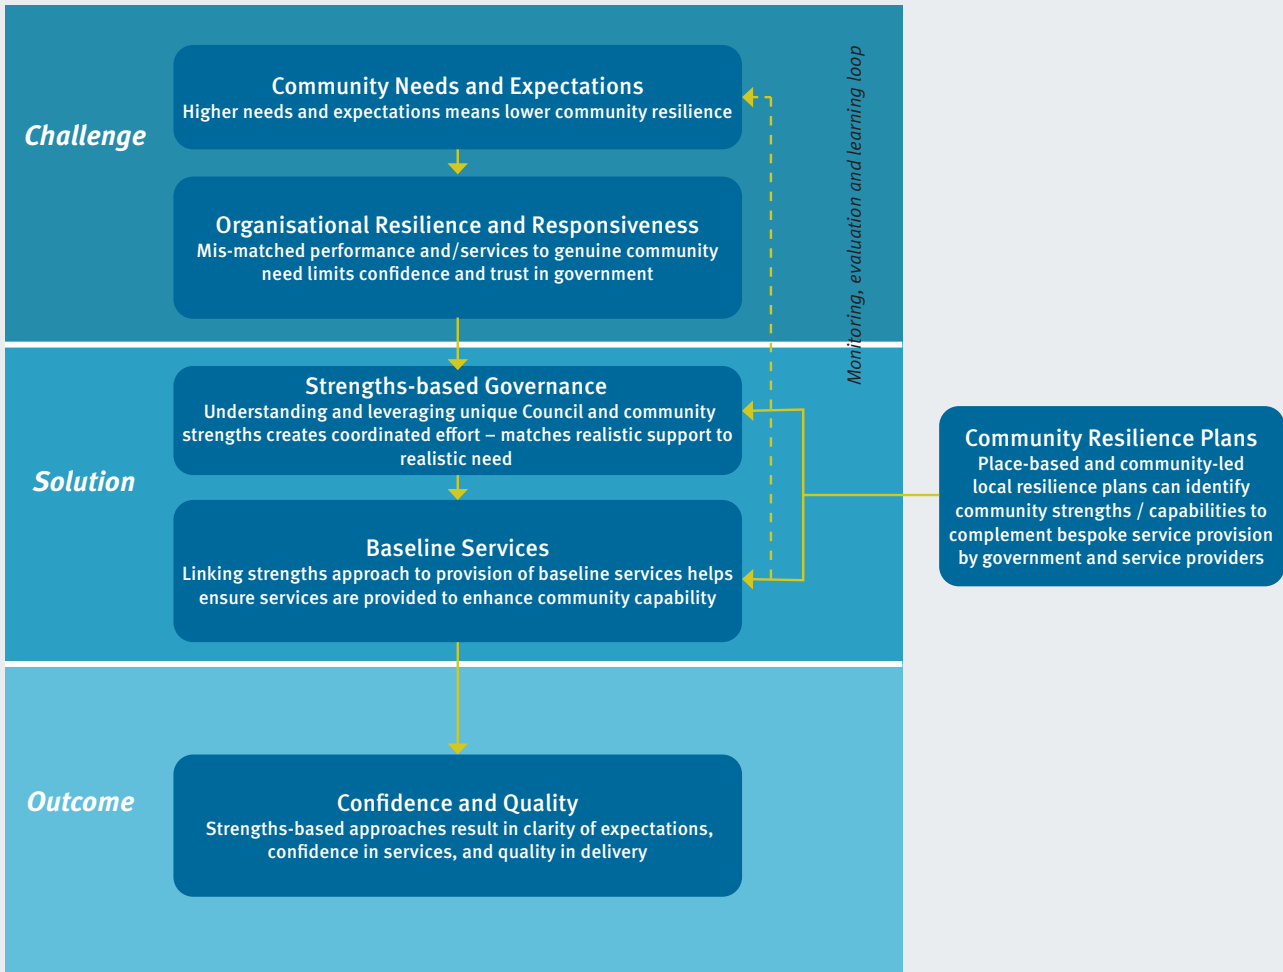 Challenge
Community Needs and Expectations
Higher needs and expectations means lower community resilience
Organisational Resilience and Responsiveness
Mis-matched performance and/services to genuine community
need limits confidence and trust in government
Monitoring, evaluation and learning loop
Solution
Strengths-based Governance
Understanding and leveraging unique Council and community
strengths creates coordinated effort – matches realistic support to
realistic need
Baseline Services
Linking strengths approach to provision of baseline services helps
ensure services are provided to enhance community capability
Community Resilience Plans
Place-based and community-led
local resilience plans can identify
community strengths / capabilities to
complement bespoke service provision
by government and service providers
Outcome
Confidence and Quality
Strengths-based approaches result in clarity of expectations,
confidence in services, and quality in delivery